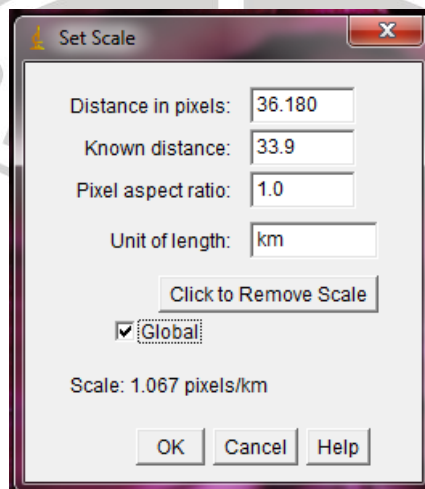 Set Scale
Distance in pixels: 36.180
Known distance: 33.9
Pixel aspect ratio: 1.0
Unit of length: km
Click to Remove Scale
Global
Scale: 1.067 pixels/km
OK Cancel Help